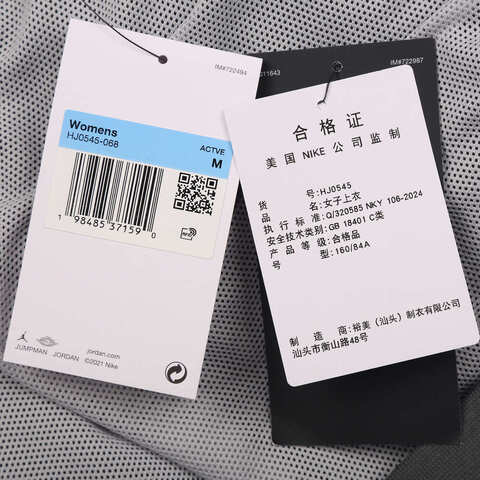 IM#722494
Womens
HJ0545-068
ACTVE
M
1 98485 37159 0
RFID
JUMPMAN
JORDAN
jordan.com
©2021 Nike
011643
IM#722987
合格证
美国 NIKE 公司监制
货号:HJ0545
品名:女子上衣
执行标准:Q/320585 NKY 106-2024
安全技术类别:GB 18401 C类
产品等级:合格品
号型:160/84A
制造商:裕美（汕头）制衣有限公司
汕头市衡山路48号